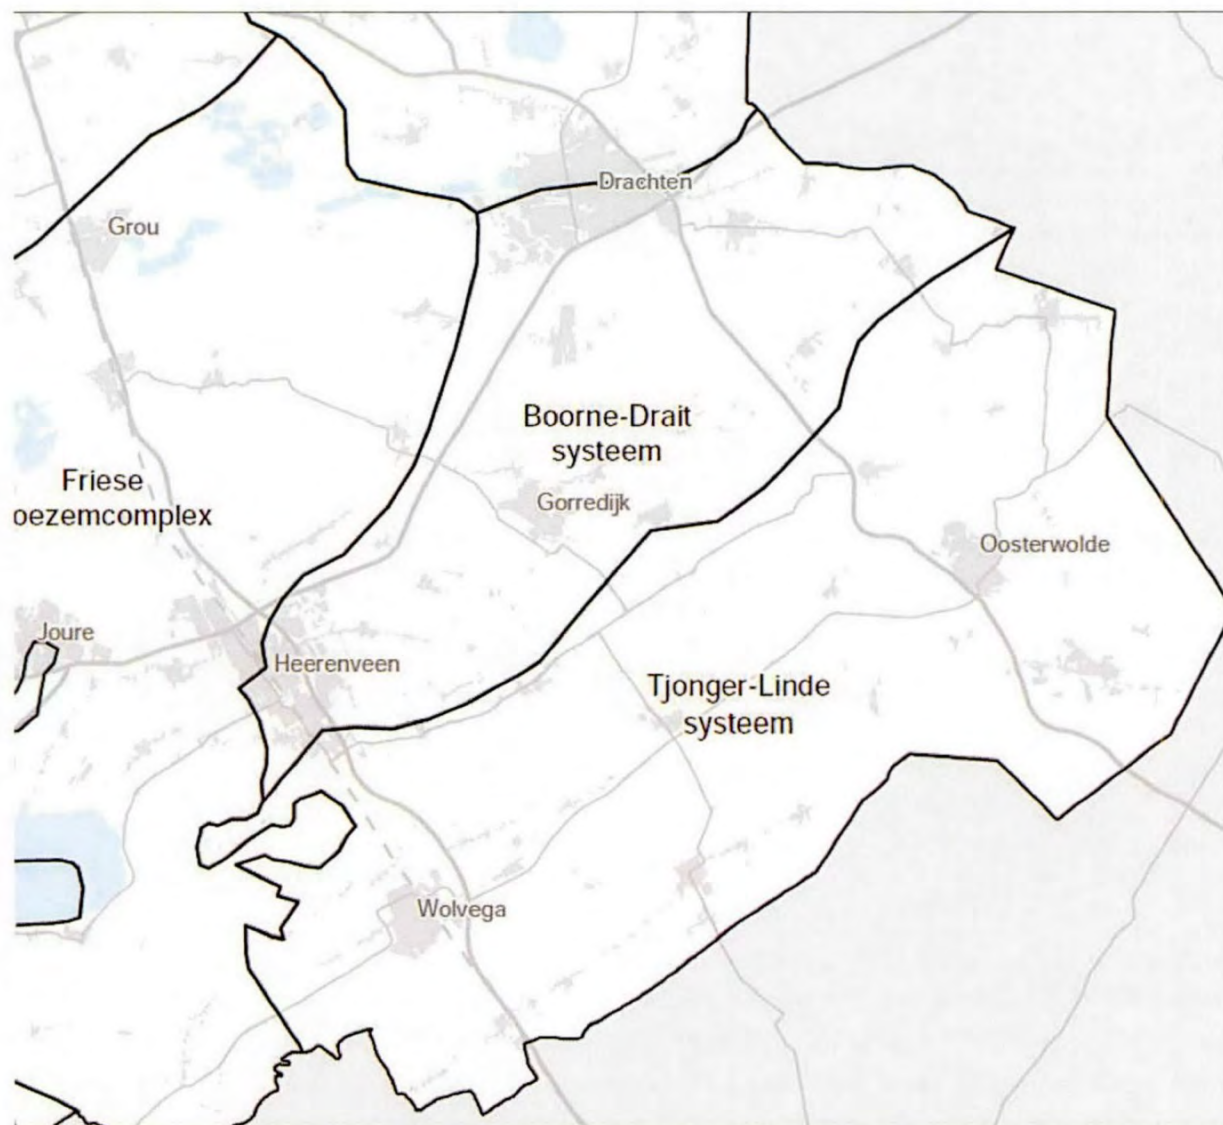 Drachten
Grou
Boorne-Drait
systeem
Friese
oezemcomplex
Gorredijk
Oosterwolde
Joure
Heerenveen
Tjonger-Linde
systeem
Wolvega